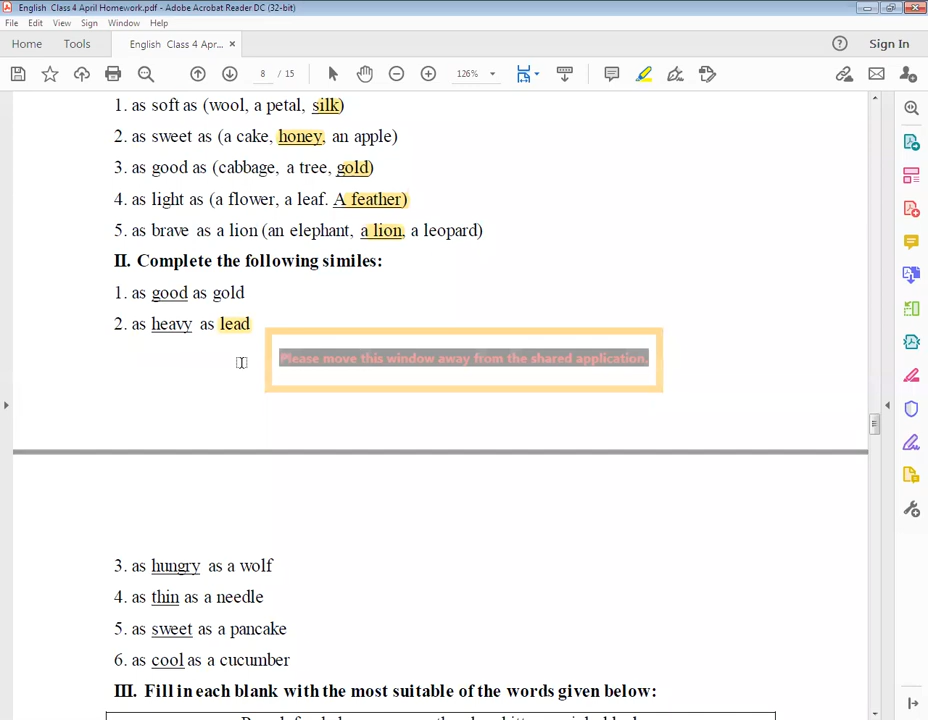 English Class 4 April Homework.pdf - Adobe Acrobat Reader DC (32-bit)
File Edit View Sign Window Help
Home Tools English Class 4 Apr... × Sign In
8 / 15 126%
1. as soft as (wool, a petal, silk)
2. as sweet as (a cake, honey, an apple)
3. as good as (cabbage, a tree, gold)
4. as light as (a flower, a leaf. A feather)
5. as brave as a lion (an elephant, a lion, a leopard)
II. Complete the following similes:
1. as good as gold
2. as heavy as lead
Please move this window away from the shared application.
3. as hungry as a wolf
4. as thin as a needle
5. as sweet as a pancake
6. as cool as a cucumber
III. Fill in each blank with the most suitable of the words given below: